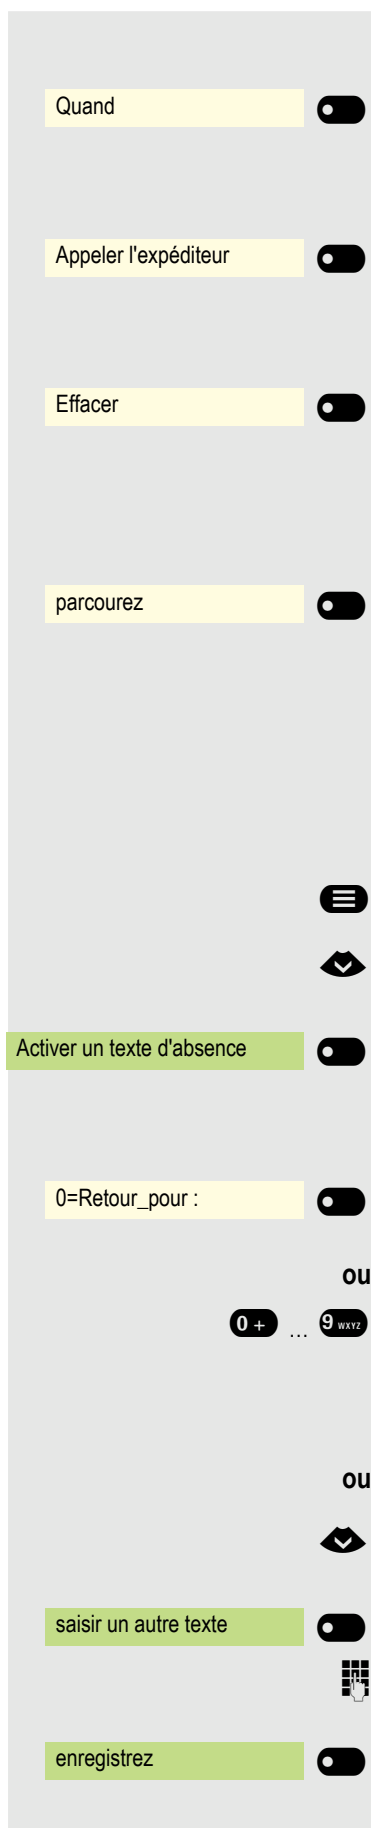 Quand
Appeler l'expéditeur
Effacer
parcourez
Activer un texte d'absence
0=Retour_pour :
ou
0 + ... 9 WXYZ
ou
saisir un autre texte
enregistrez